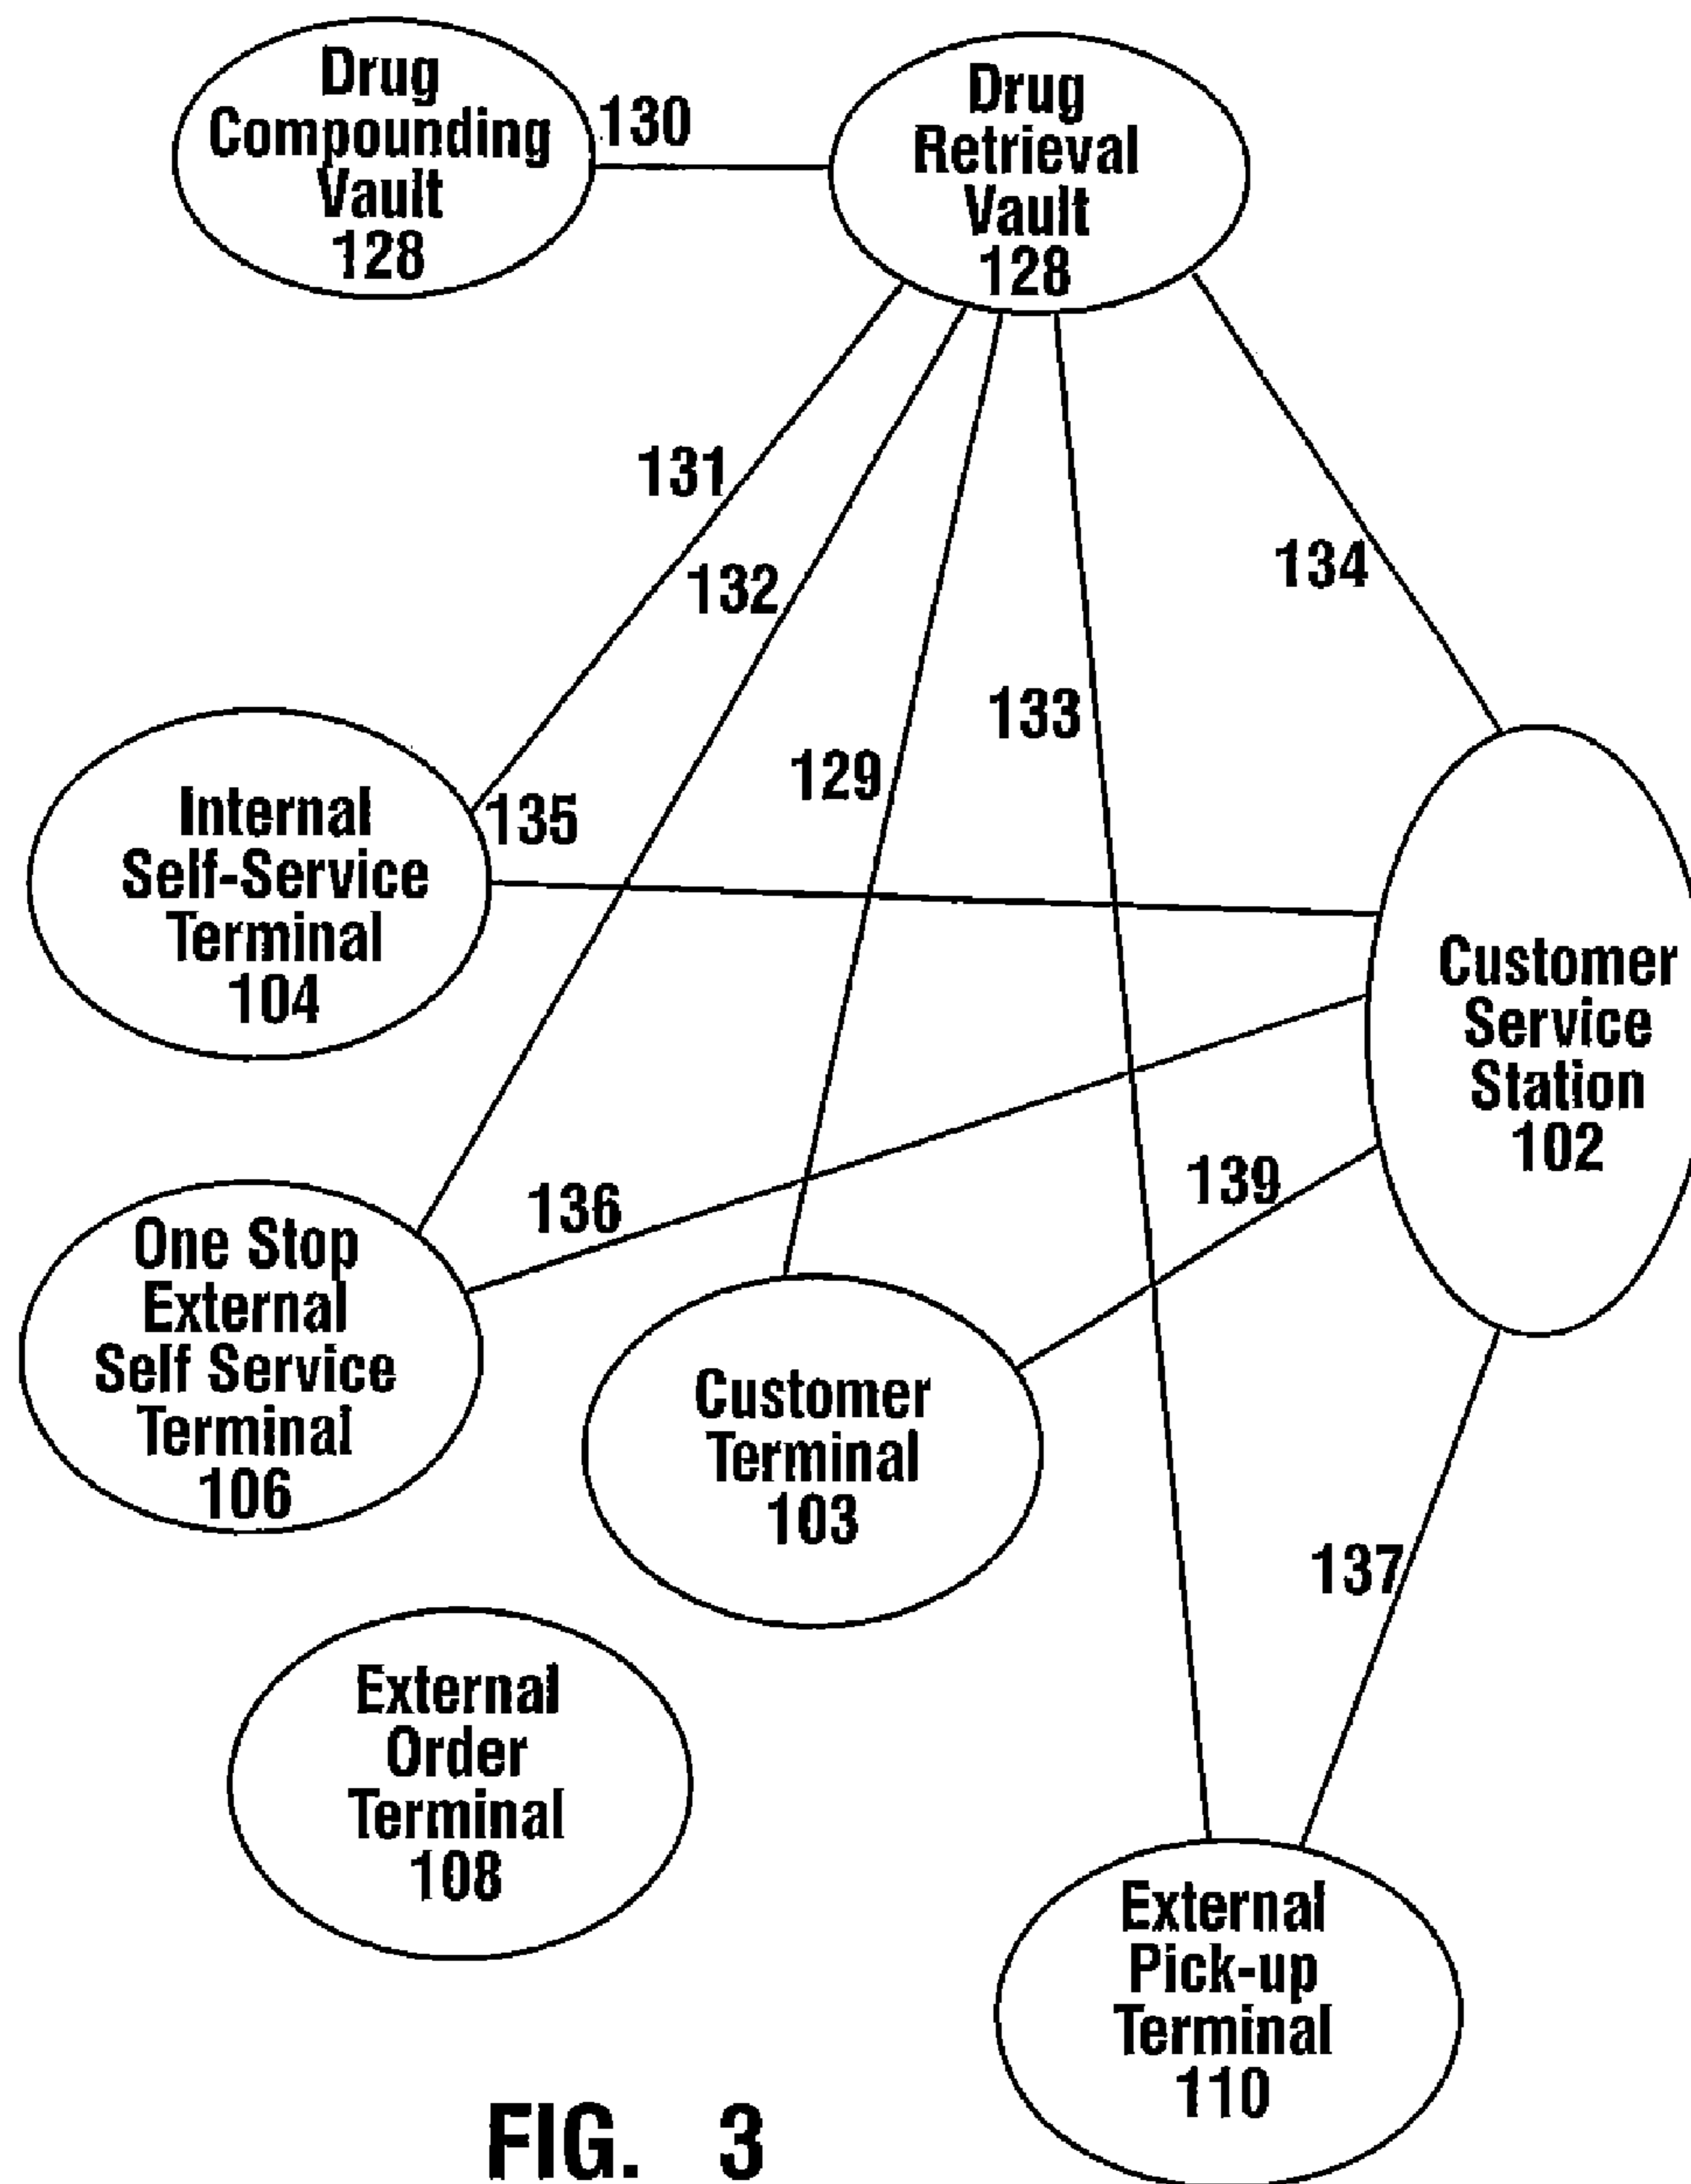 Drug
Compounding
Vault
128
130
Drug
Retrieval
Vault
128
131
132
134
133
129
135
Internal
Self-Service
Terminal
104
Customer
Service
Station
102
136
139
One Stop
External
Self Service
Terminal
106
Customer
Terminal
103
137
External
Order
Terminal
108
External
Pick-up
Terminal
110
FIG. 3